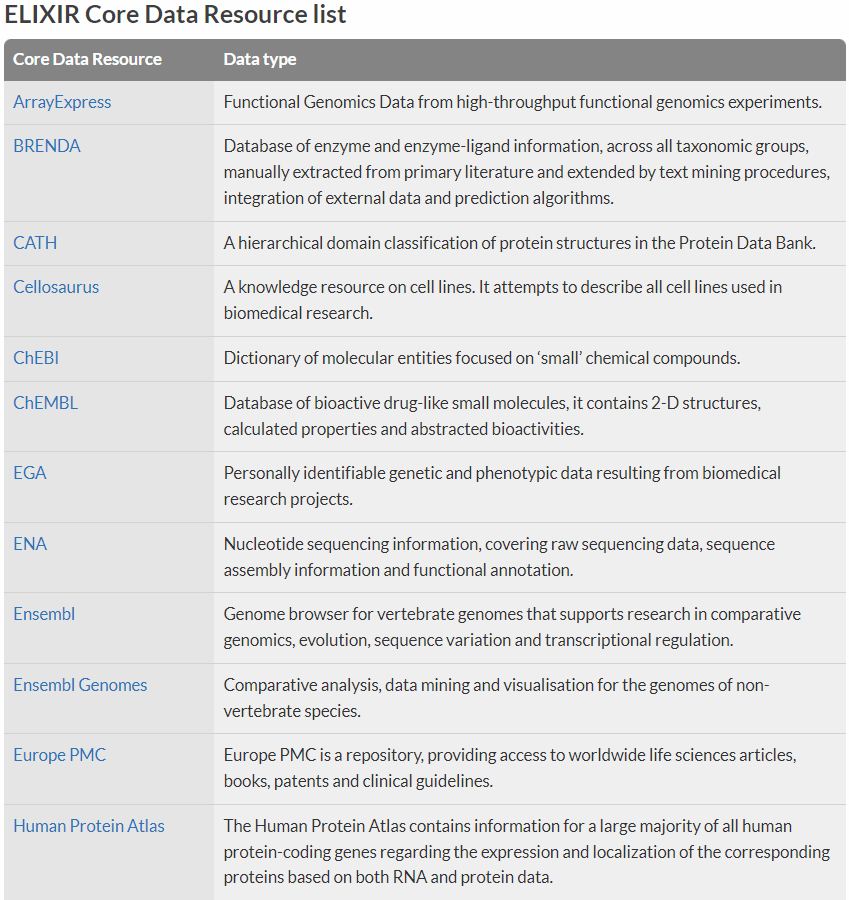 ELIXIR Core Data Resource list
Core Data Resource Data type
ArrayExpress Functional Genomics Data from high-throughput functional genomics experiments.
BRENDA Database of enzyme and enzyme-ligand information, across all taxonomic groups,
manually extracted from primary literature and extended by text mining procedures,
integration of external data and prediction algorithms.
CATH A hierarchical domain classification of protein structures in the Protein Data Bank.
Cellosaurus A knowledge resource on cell lines. It attempts to describe all cell lines used in
biomedical research.
ChEBI Dictionary of molecular entities focused on ‘small’ chemical compounds.
ChEMBL Database of bioactive drug-like small molecules, it contains 2-D structures,
calculated properties and abstracted bioactivities.
EGA Personally identifiable genetic and phenotypic data resulting from biomedical
research projects.
ENA Nucleotide sequencing information, covering raw sequencing data, sequence
assembly information and functional annotation.
Ensembl Genome browser for vertebrate genomes that supports research in comparative
genomics, evolution, sequence variation and transcriptional regulation.
Ensembl Genomes Comparative analysis, data mining and visualisation for the genomes of non-
vertebrate species.
Europe PMC Europe PMC is a repository, providing access to worldwide life sciences articles,
books, patents and clinical guidelines.
Human Protein Atlas The Human Protein Atlas contains information for a large majority of all human
protein-coding genes regarding the expression and localization of the corresponding
proteins based on both RNA and protein data.